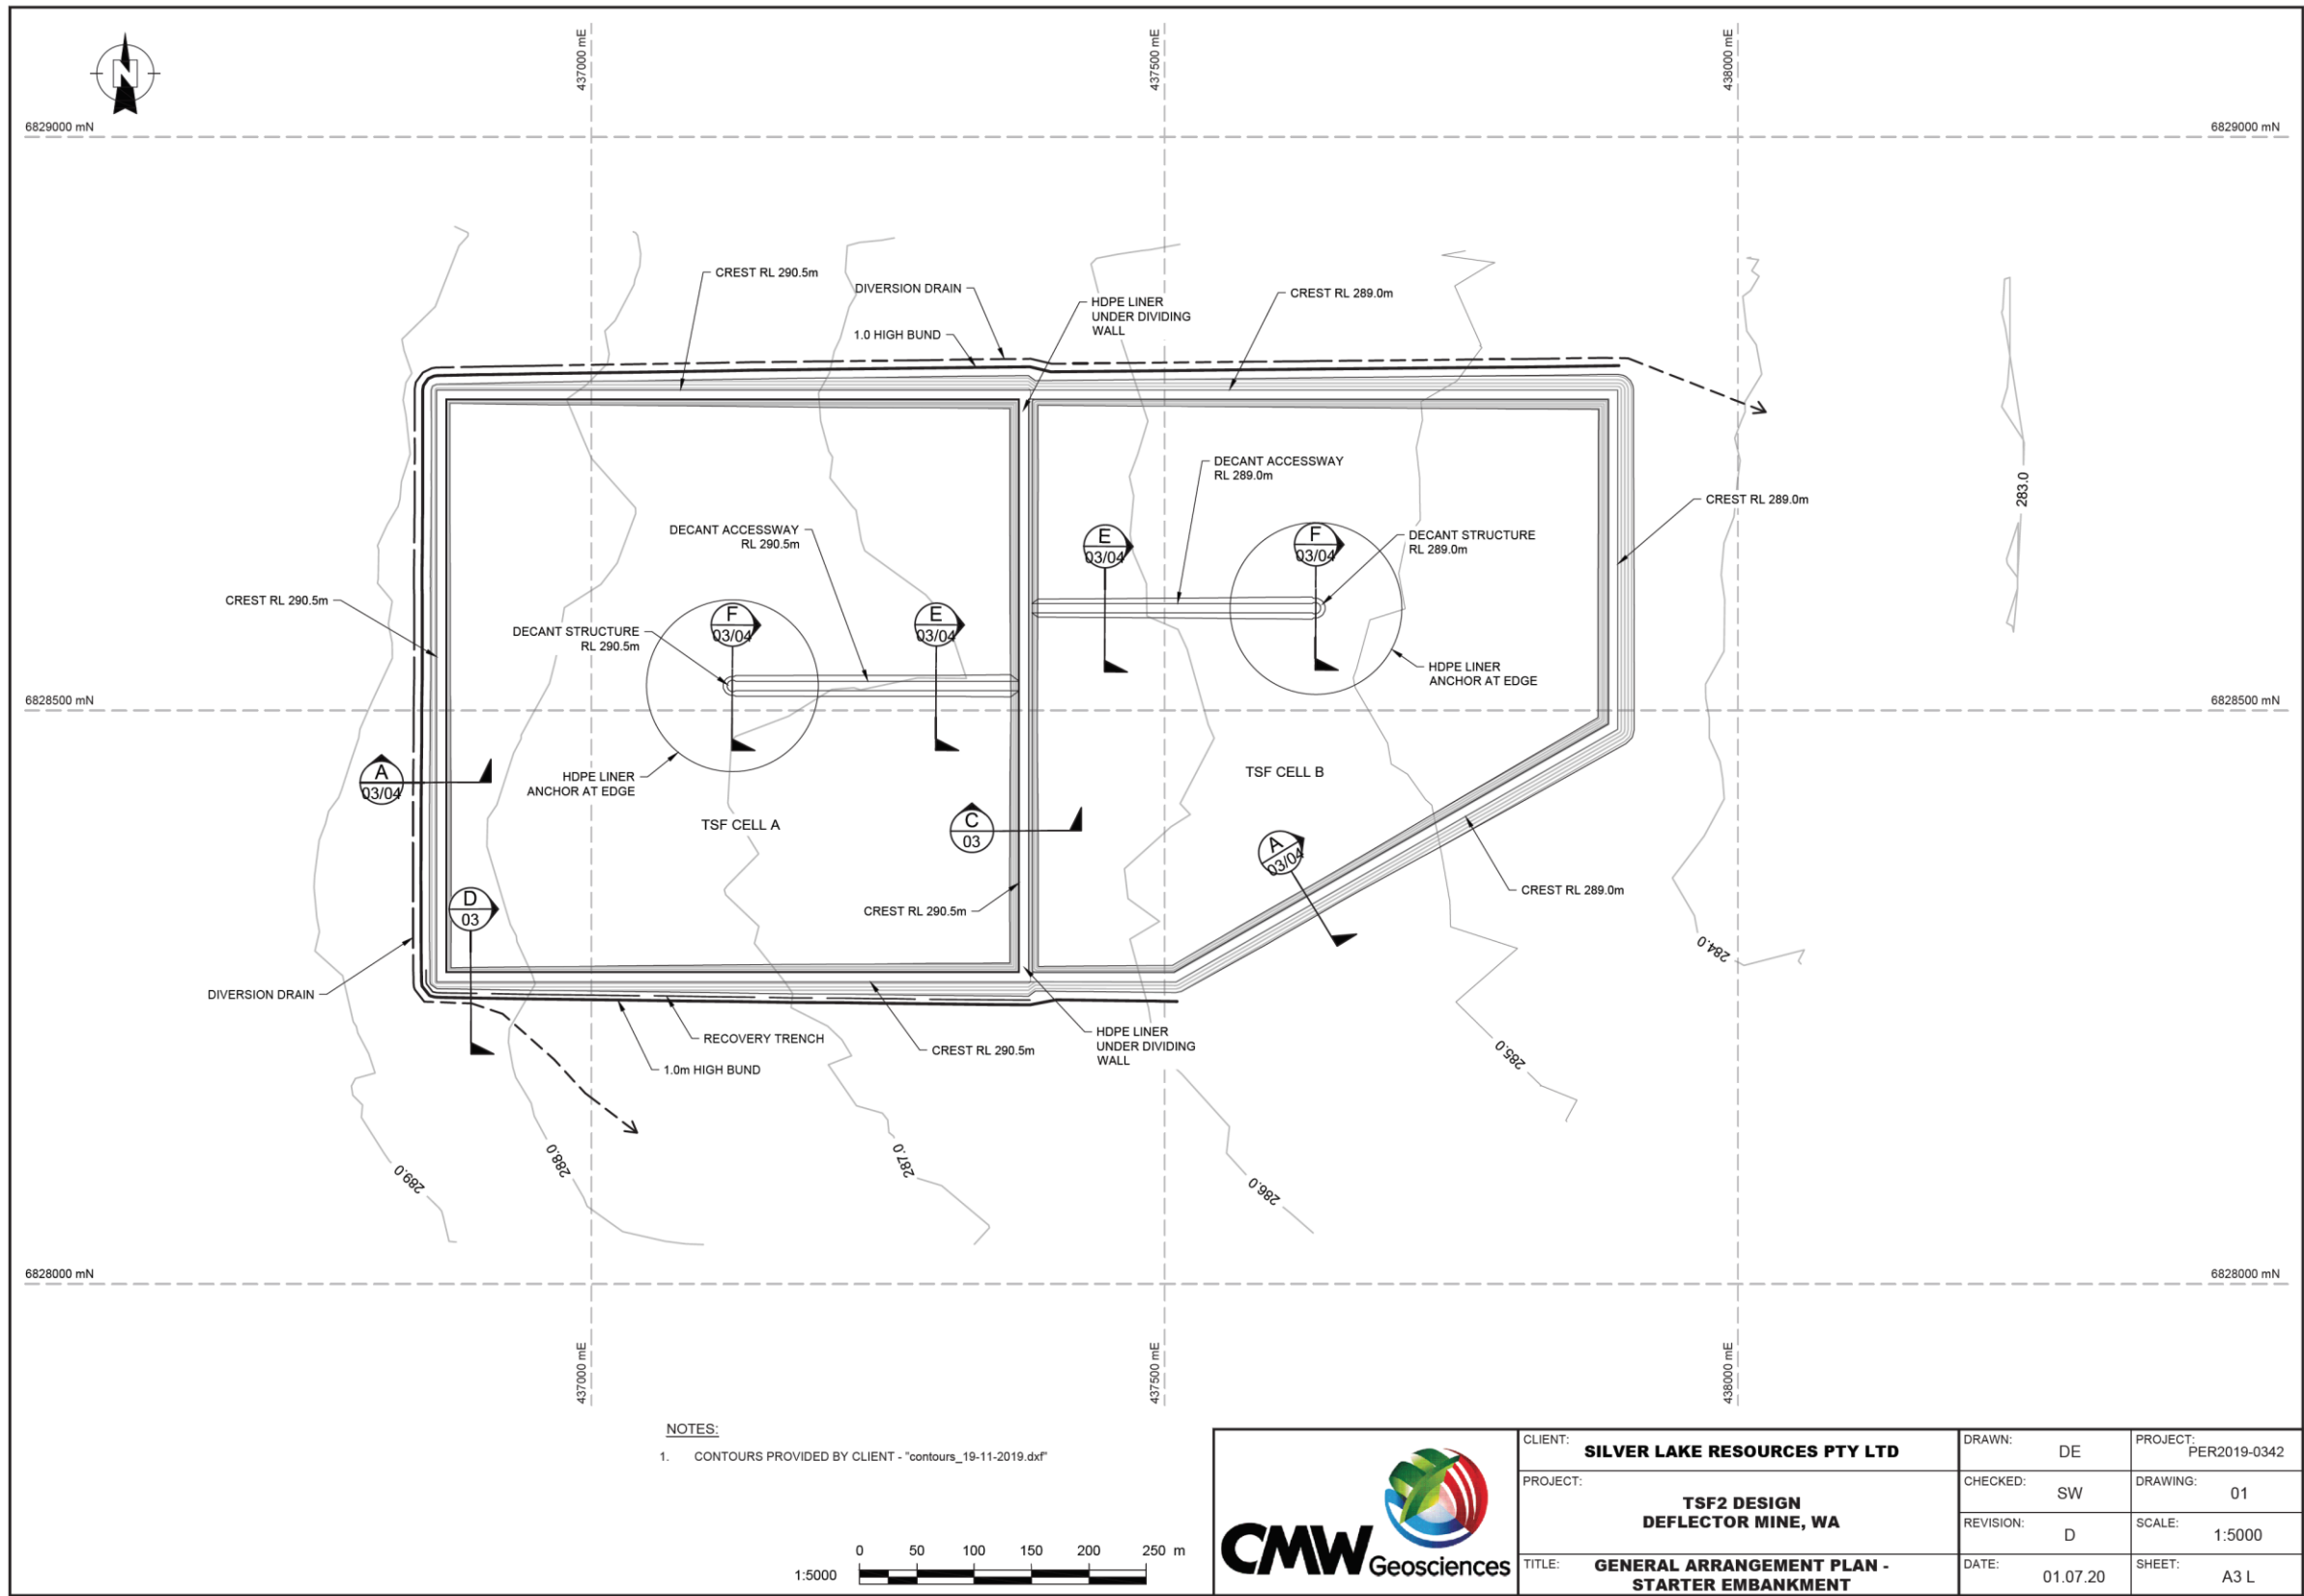 N
437000 mE
437500 mE
438000 mE
6829000 mN
6829000 mN
CREST RL 290.5m
DIVERSION DRAIN
HDPE LINER
UNDER DIVIDING
WALL
CREST RL 289.0m
1.0 HIGH BUND
DECANT ACCESSWAY
RL 289.0m
283.0
CREST RL 289.0m
DECANT ACCESSWAY
RL 290.5m
E
03/04
F
03/04
DECANT STRUCTURE
RL 289.0m
CREST RL 290.5m
DECANT STRUCTURE
RL 290.5m
F
03/04
E
03/04
HDPE LINER
ANCHOR AT EDGE
6828500 mN
6828500 mN
A
03/04
HDPE LINER
ANCHOR AT EDGE
TSF CELL B
TSF CELL A
C
03
A
03/04
CREST RL 289.0m
D
03
CREST RL 290.5m
284.0
DIVERSION DRAIN
RECOVERY TRENCH
CREST RL 290.5m
HDPE LINER
UNDER DIVIDING
WALL
285.0
1.0m HIGH BUND
289.0
288.0
287.0
286.0
6828000 mN
6828000 mN
437000 mE
437500 mE
438000 mE
NOTES:
1. CONTOURS PROVIDED BY CLIENT - "contours_19-11-2019.dxf"
0 50 100 150 200 250 m
1:5000
CMW Geosciences
CLIENT: SILVER LAKE RESOURCES PTY LTD
PROJECT:
TSF2 DESIGN
DEFLECTOR MINE, WA
TITLE: GENERAL ARRANGEMENT PLAN -
STARTER EMBANKMENT
DRAWN: DE
PROJECT: PER2019-0342
CHECKED: SW
DRAWING: 01
REVISION: D
SCALE: 1:5000
DATE: 01.07.20
SHEET: A3 L